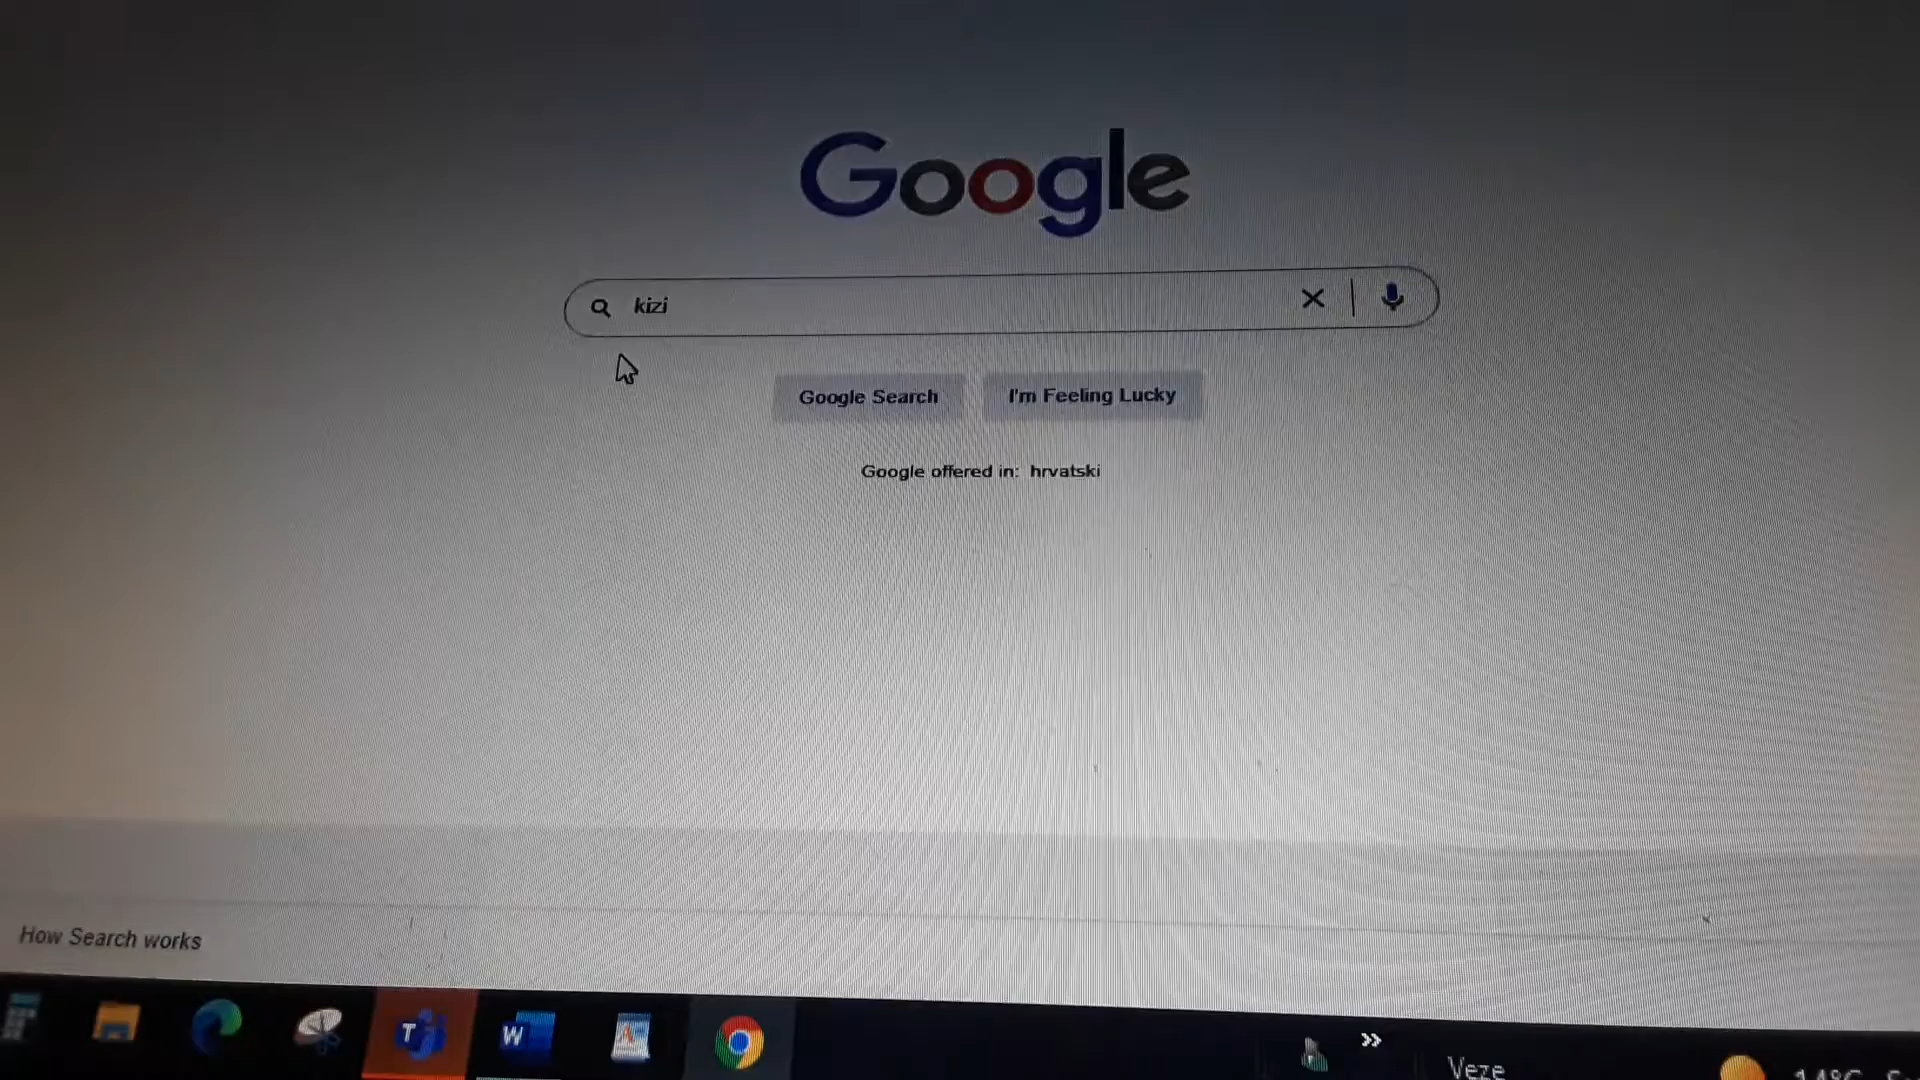 Google
kizi
Google Search
I'm Feeling Lucky
Google offered in: hrvatski
How Search works
T
W
Veze